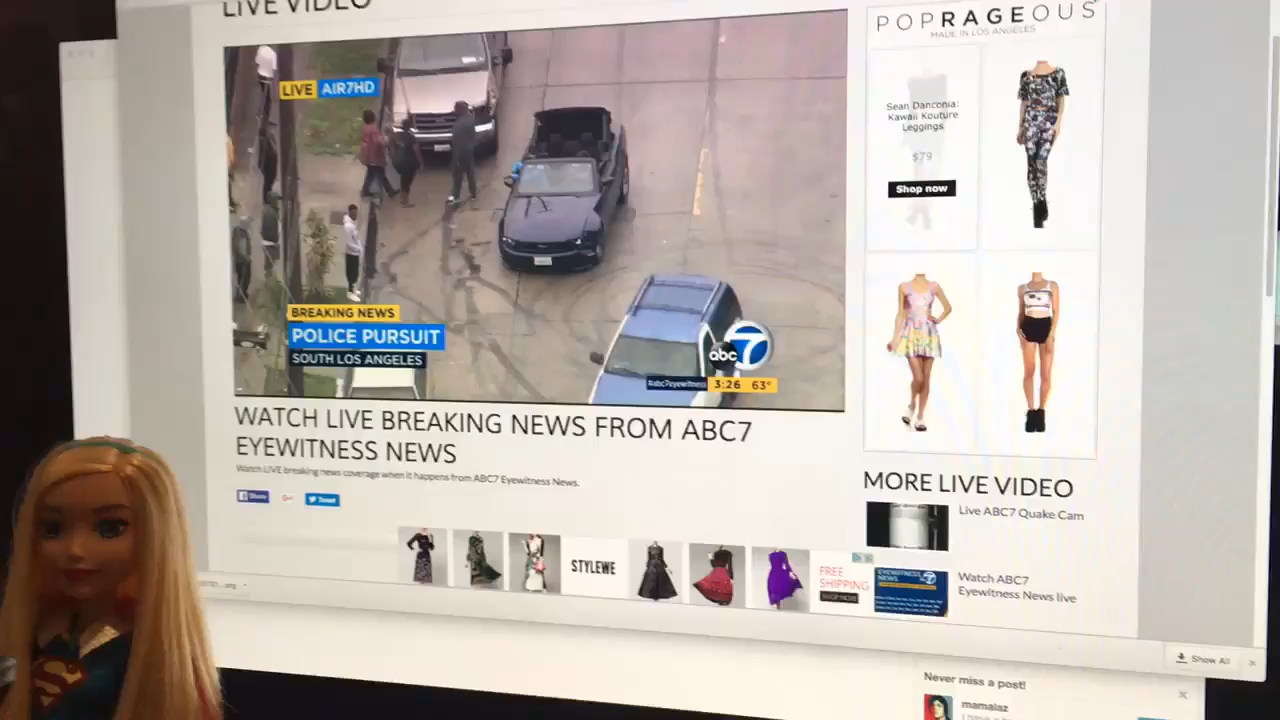 LIVE VIDEO
LIVE AIR7HD
BREAKING NEWS
POLICE PURSUIT
SOUTH LOS ANGELES
abc 7
#abc7eyewitness 3:26 63°
WATCH LIVE BREAKING NEWS FROM ABC7
EYEWITNESS NEWS
Watch LIVE breaking news coverage when it happens from ABC7 Eyewitness News.
Share
G+
Tweet
STYLEWE
FREE
SHIPPING
SHOP NOW
POPRAGEOUS
MADE IN LOS ANGELES
Sean Danconia:
Kawaii Kouture
Leggings
$79
Shop now
MORE LIVE VIDEO
Live ABC7 Quake Cam
EYEWITNESS
NEWS
Watch ABC7
Eyewitness News live
Show All
Never miss a post!
mamalaz
S